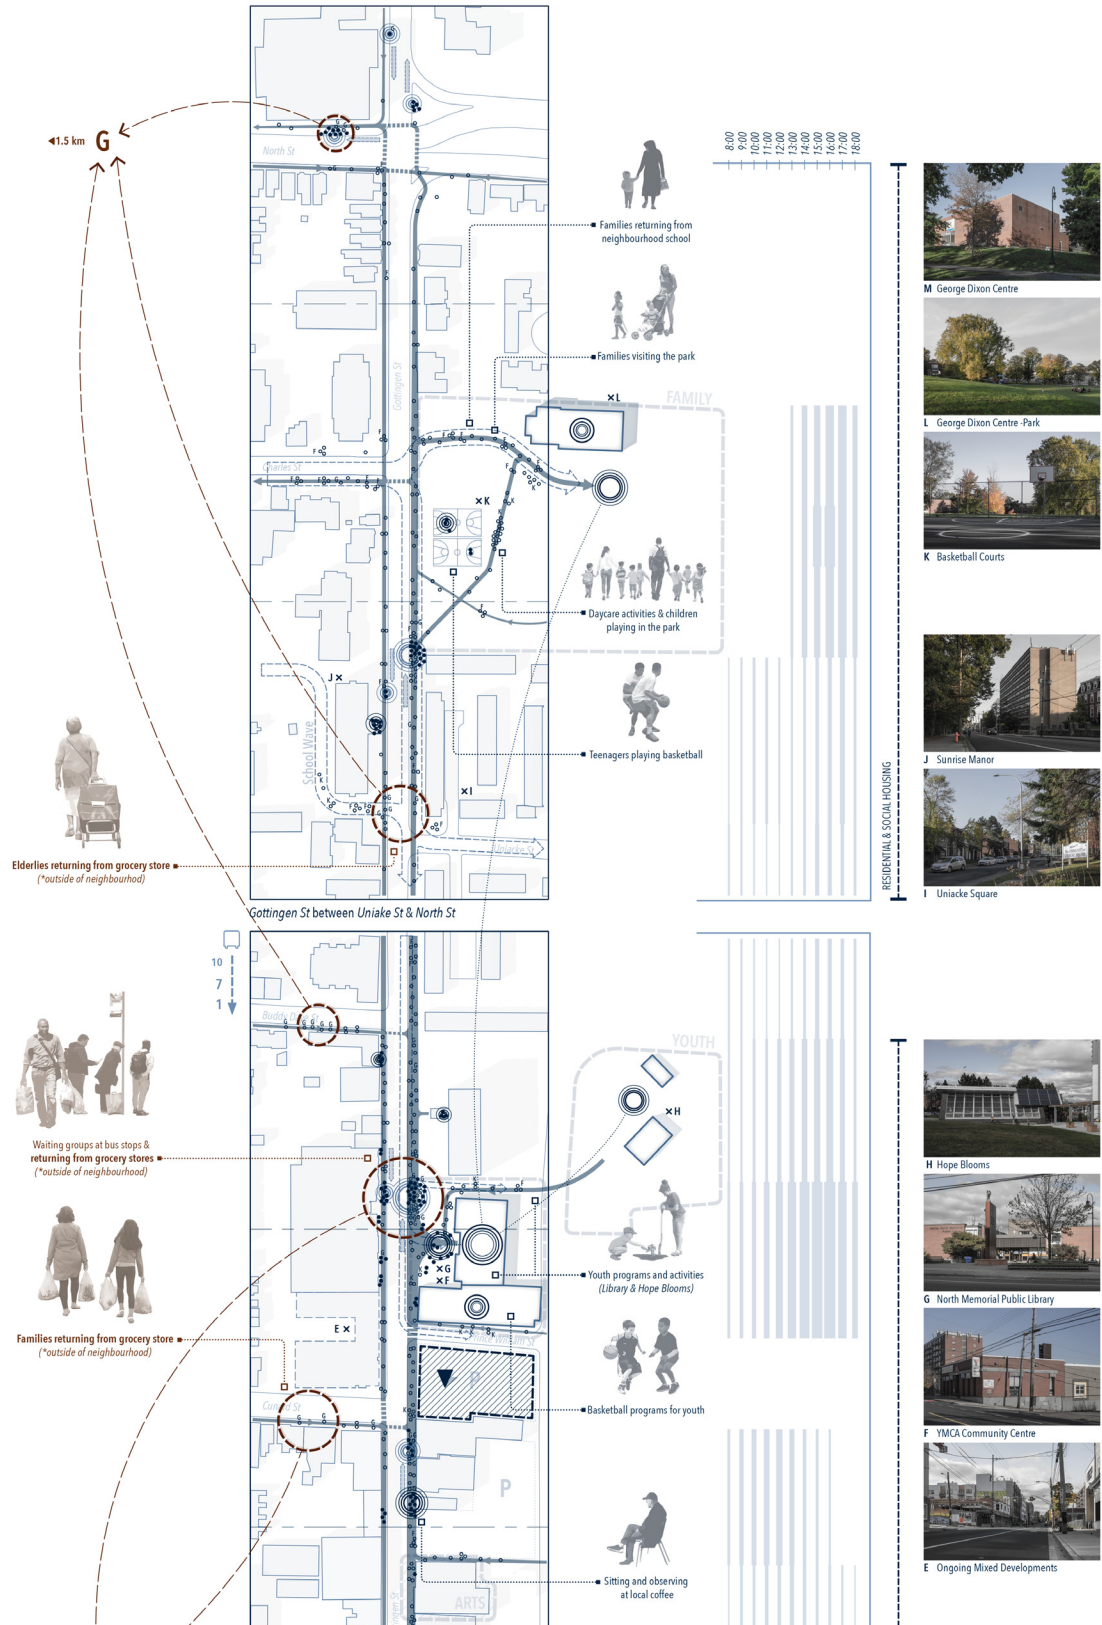 G
◀1.5 km G
North St
8:00
9:00
10:00
11:00
12:00
13:00
14:00
15:00
16:00
17:00
18:00
Families returning from
neighbourhood school
Families visiting the park
Gottingen St
FAMILY
L
Charles St
K
Daycare activities & children
playing in the park
J
School Wave
Teenagers playing basketball
I
Uniacke St
Elderlies returning from grocery store
(*outside of neighbourhod)
RESIDENTIAL & SOCIAL HOUSING
M George Dixon Centre
L George Dixon Centre -Park
K Basketball Courts
J Sunrise Manor
I Uniacke Square
Gottingen St between Uniake St & North St
10
7
1
YOUTH
H
Waiting groups at bus stops &
returning from grocery stores
(*outside of neighbourhood)
G
F
Youth programs and activities
(Library & Hope Blooms)
Families returning from grocery store
(*outside of neighbourhood)
E
P
Basketball programs for youth
P
Sitting and observing
at local coffee
ARTS
H Hope Blooms
G North Memorial Public Library
F YMCA Community Centre
E Ongoing Mixed Developments